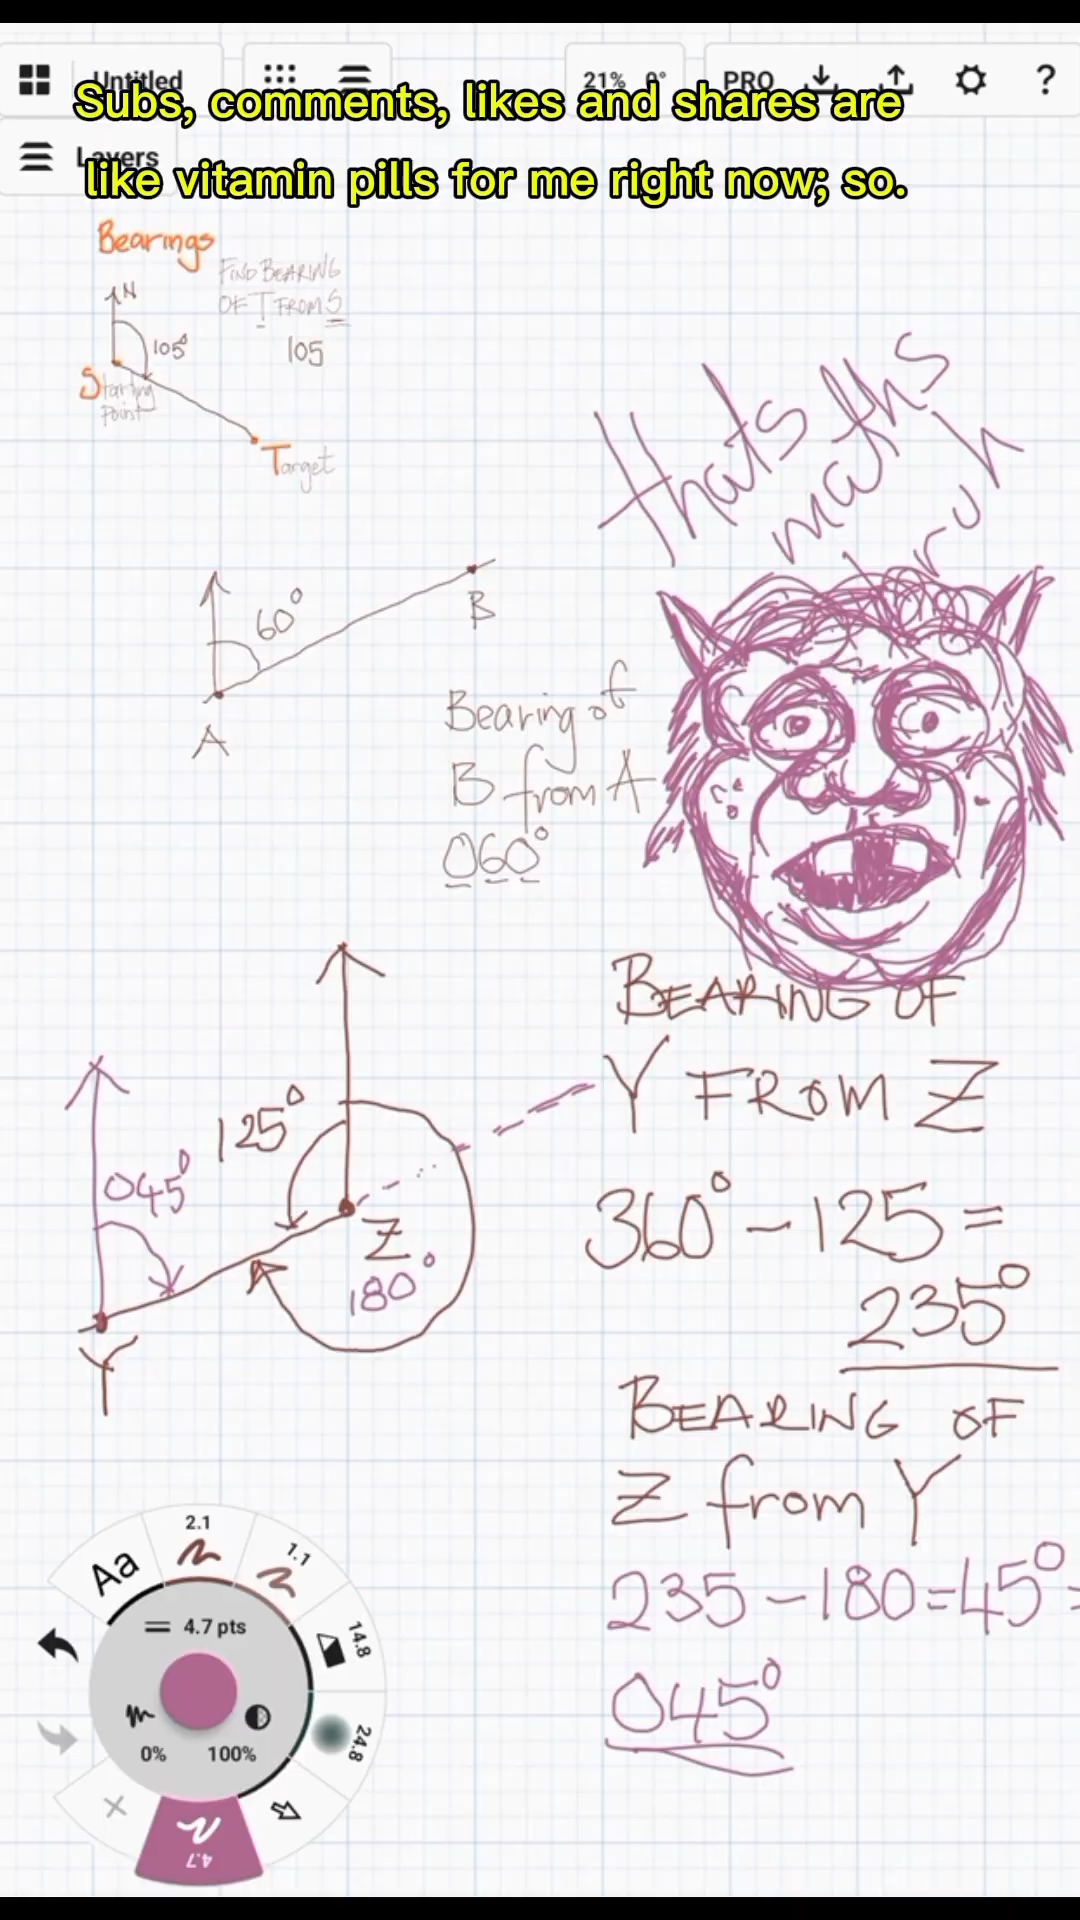 Untitled
21% 0° PRO ?
Subs, comments, likes and shares are
Layers
like vitamin pills for me right now; so.
Bearings
FIND BEARING
OF T FROM S
N
105°
105
Starting
Point
Target
thats
maths
bruh
60°
B
A
Bearing of
B from A
060°
BEARING OF
Y FROM Z
125°
045°
Z
180°
Y
360° - 125 =
235°
BEARING OF
Z from Y
235 - 180 = 45° =
045°
Aa
2.1
1.1
4.7 pts
14.8
24.8
0% 100%
4.7